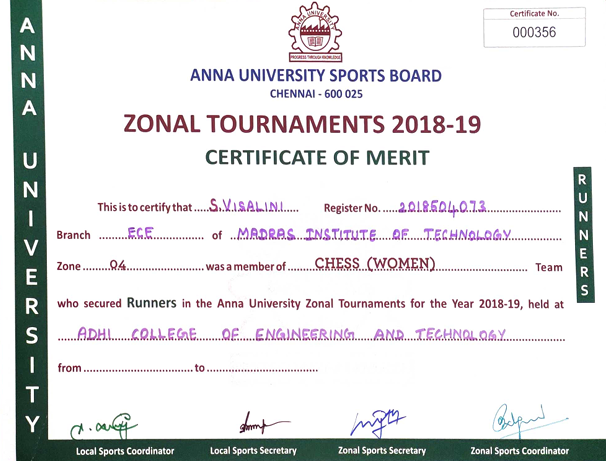 ANNA UNIVERSITY
ANNA UNIVERSITY
PROGRESS THROUGH KNOWLEDGE
Certificate No.
000356
ANNA UNIVERSITY SPORTS BOARD
CHENNAI - 600 025
ZONAL TOURNAMENTS 2018-19
CERTIFICATE OF MERIT
RUNNERS
This is to certify that S.VISALINI Register No. 2018504073
Branch ECE of MADRAS INSTITUTE OF TECHNOLOGY
Zone 04 was a member of CHESS (WOMEN) Team
who secured Runners in the Anna University Zonal Tournaments for the Year 2018-19, held at
ADHI COLLEGE OF ENGINEERING AND TECHNOLOGY
from to
Local Sports Coordinator Local Sports Secretary Zonal Sports Secretary Zonal Sports Coordinator